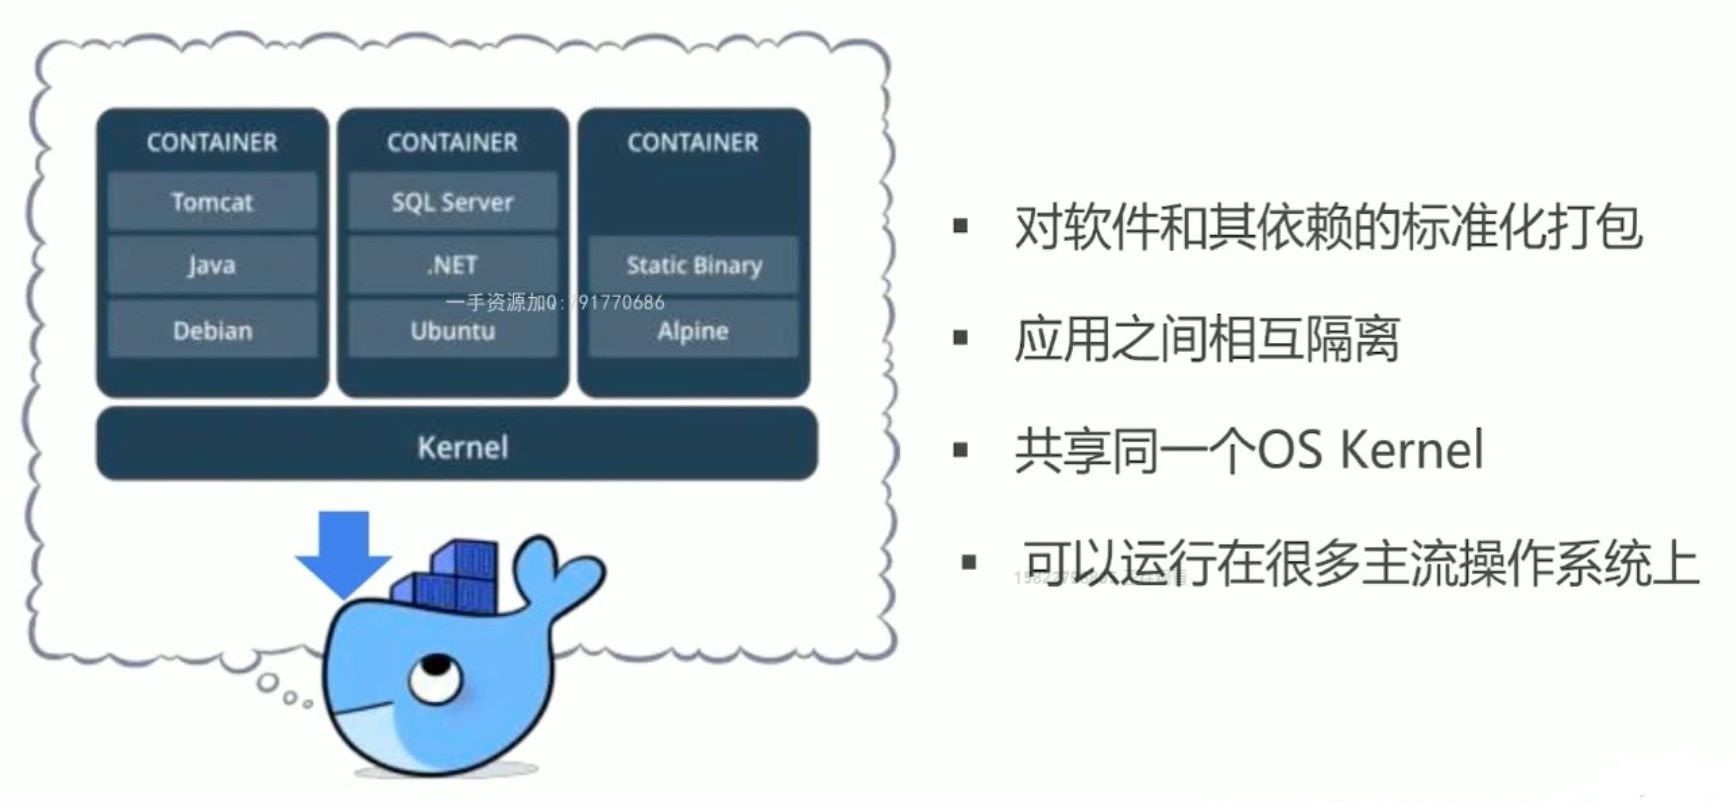 CONTAINER CONTAINER CONTAINER
Tomcat SQL Server
Java .NET Static Binary
一手资源加Q: 91770686
Debian Ubuntu Alpine
Kernel
对软件和其依赖的标准化打包
应用之间相互隔离
共享同一个OS Kernel
可以运行在很多主流操作系统上